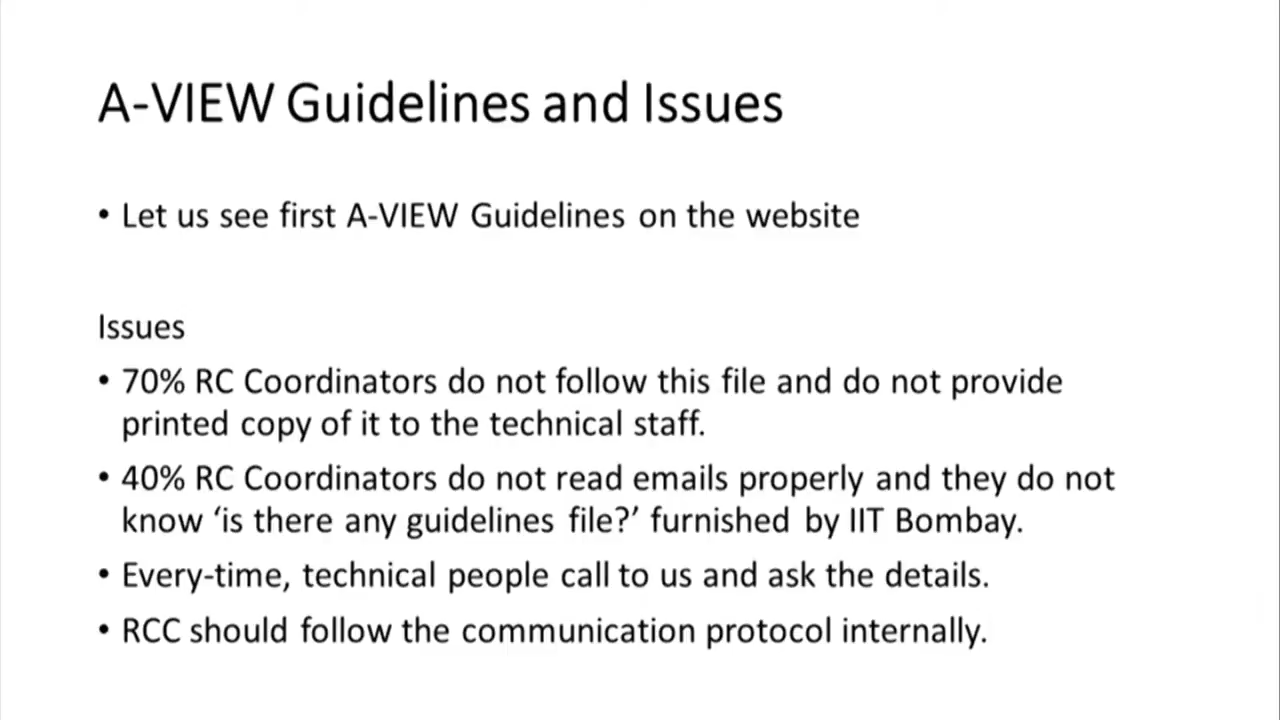 A-VIEW Guidelines and Issues
• Let us see first A-VIEW Guidelines on the website
Issues
• 70% RC Coordinators do not follow this file and do not provide
printed copy of it to the technical staff.
• 40% RC Coordinators do not read emails properly and they do not
know ‘is there any guidelines file?’ furnished by IIT Bombay.
• Every-time, technical people call to us and ask the details.
• RCC should follow the communication protocol internally.